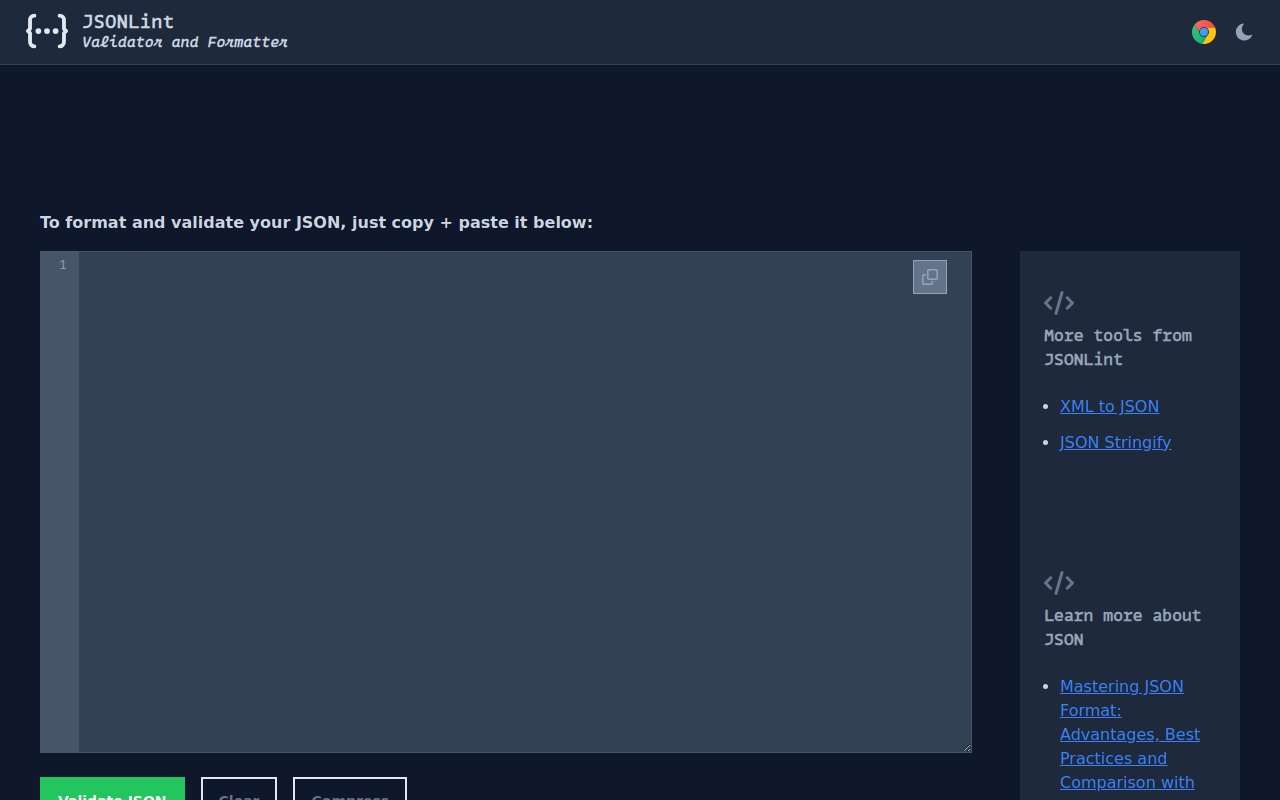 JSONLint
Validator and Formatter
To format and validate your JSON, just copy + paste it below:
1
More tools from
JSONLint
XML to JSON
JSON Stringify
Learn more about
JSON
Mastering JSON
Format:
Advantages, Best
Practices and
Comparison with
Validate JSON
Clear
Compress